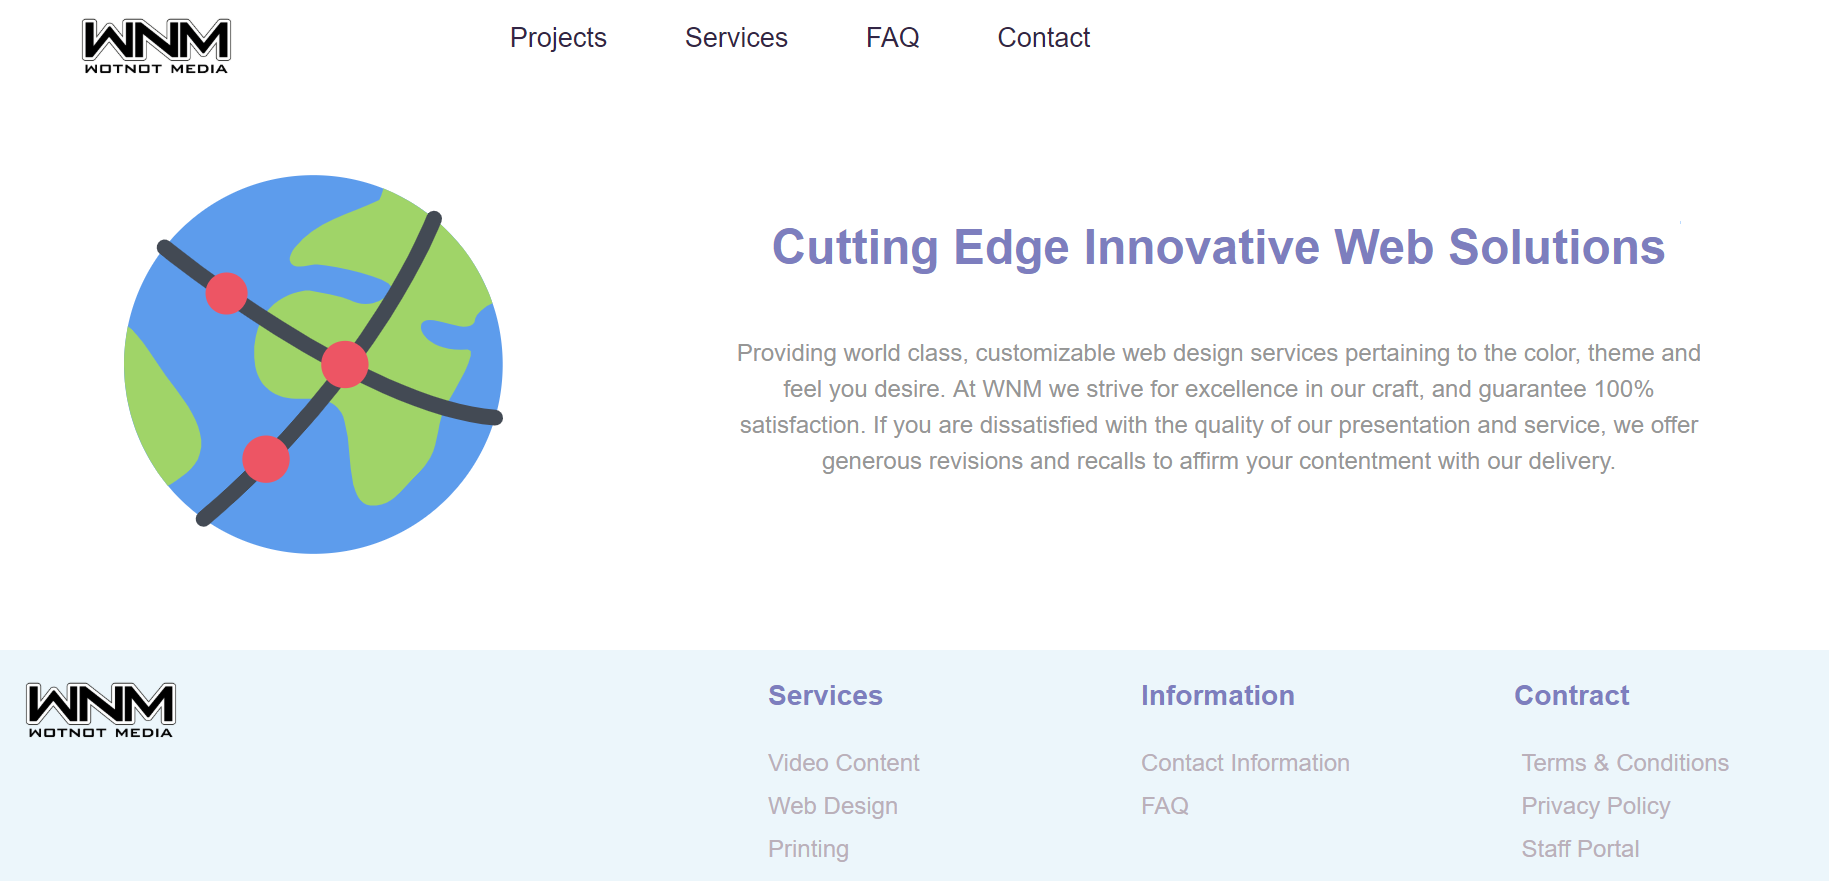 WNM
WOTNOT MEDIA
Projects Services FAQ Contact
Cutting Edge Innovative Web Solutions
Providing world class, customizable web design services pertaining to the color, theme and
feel you desire. At WNM we strive for excellence in our craft, and guarantee 100%
satisfaction. If you are dissatisfied with the quality of our presentation and service, we offer
generous revisions and recalls to affirm your contentment with our delivery.
WNM
WOTNOT MEDIA
Services
Video Content
Web Design
Printing
Information
Contact Information
FAQ
Contract
Terms & Conditions
Privacy Policy
Staff Portal